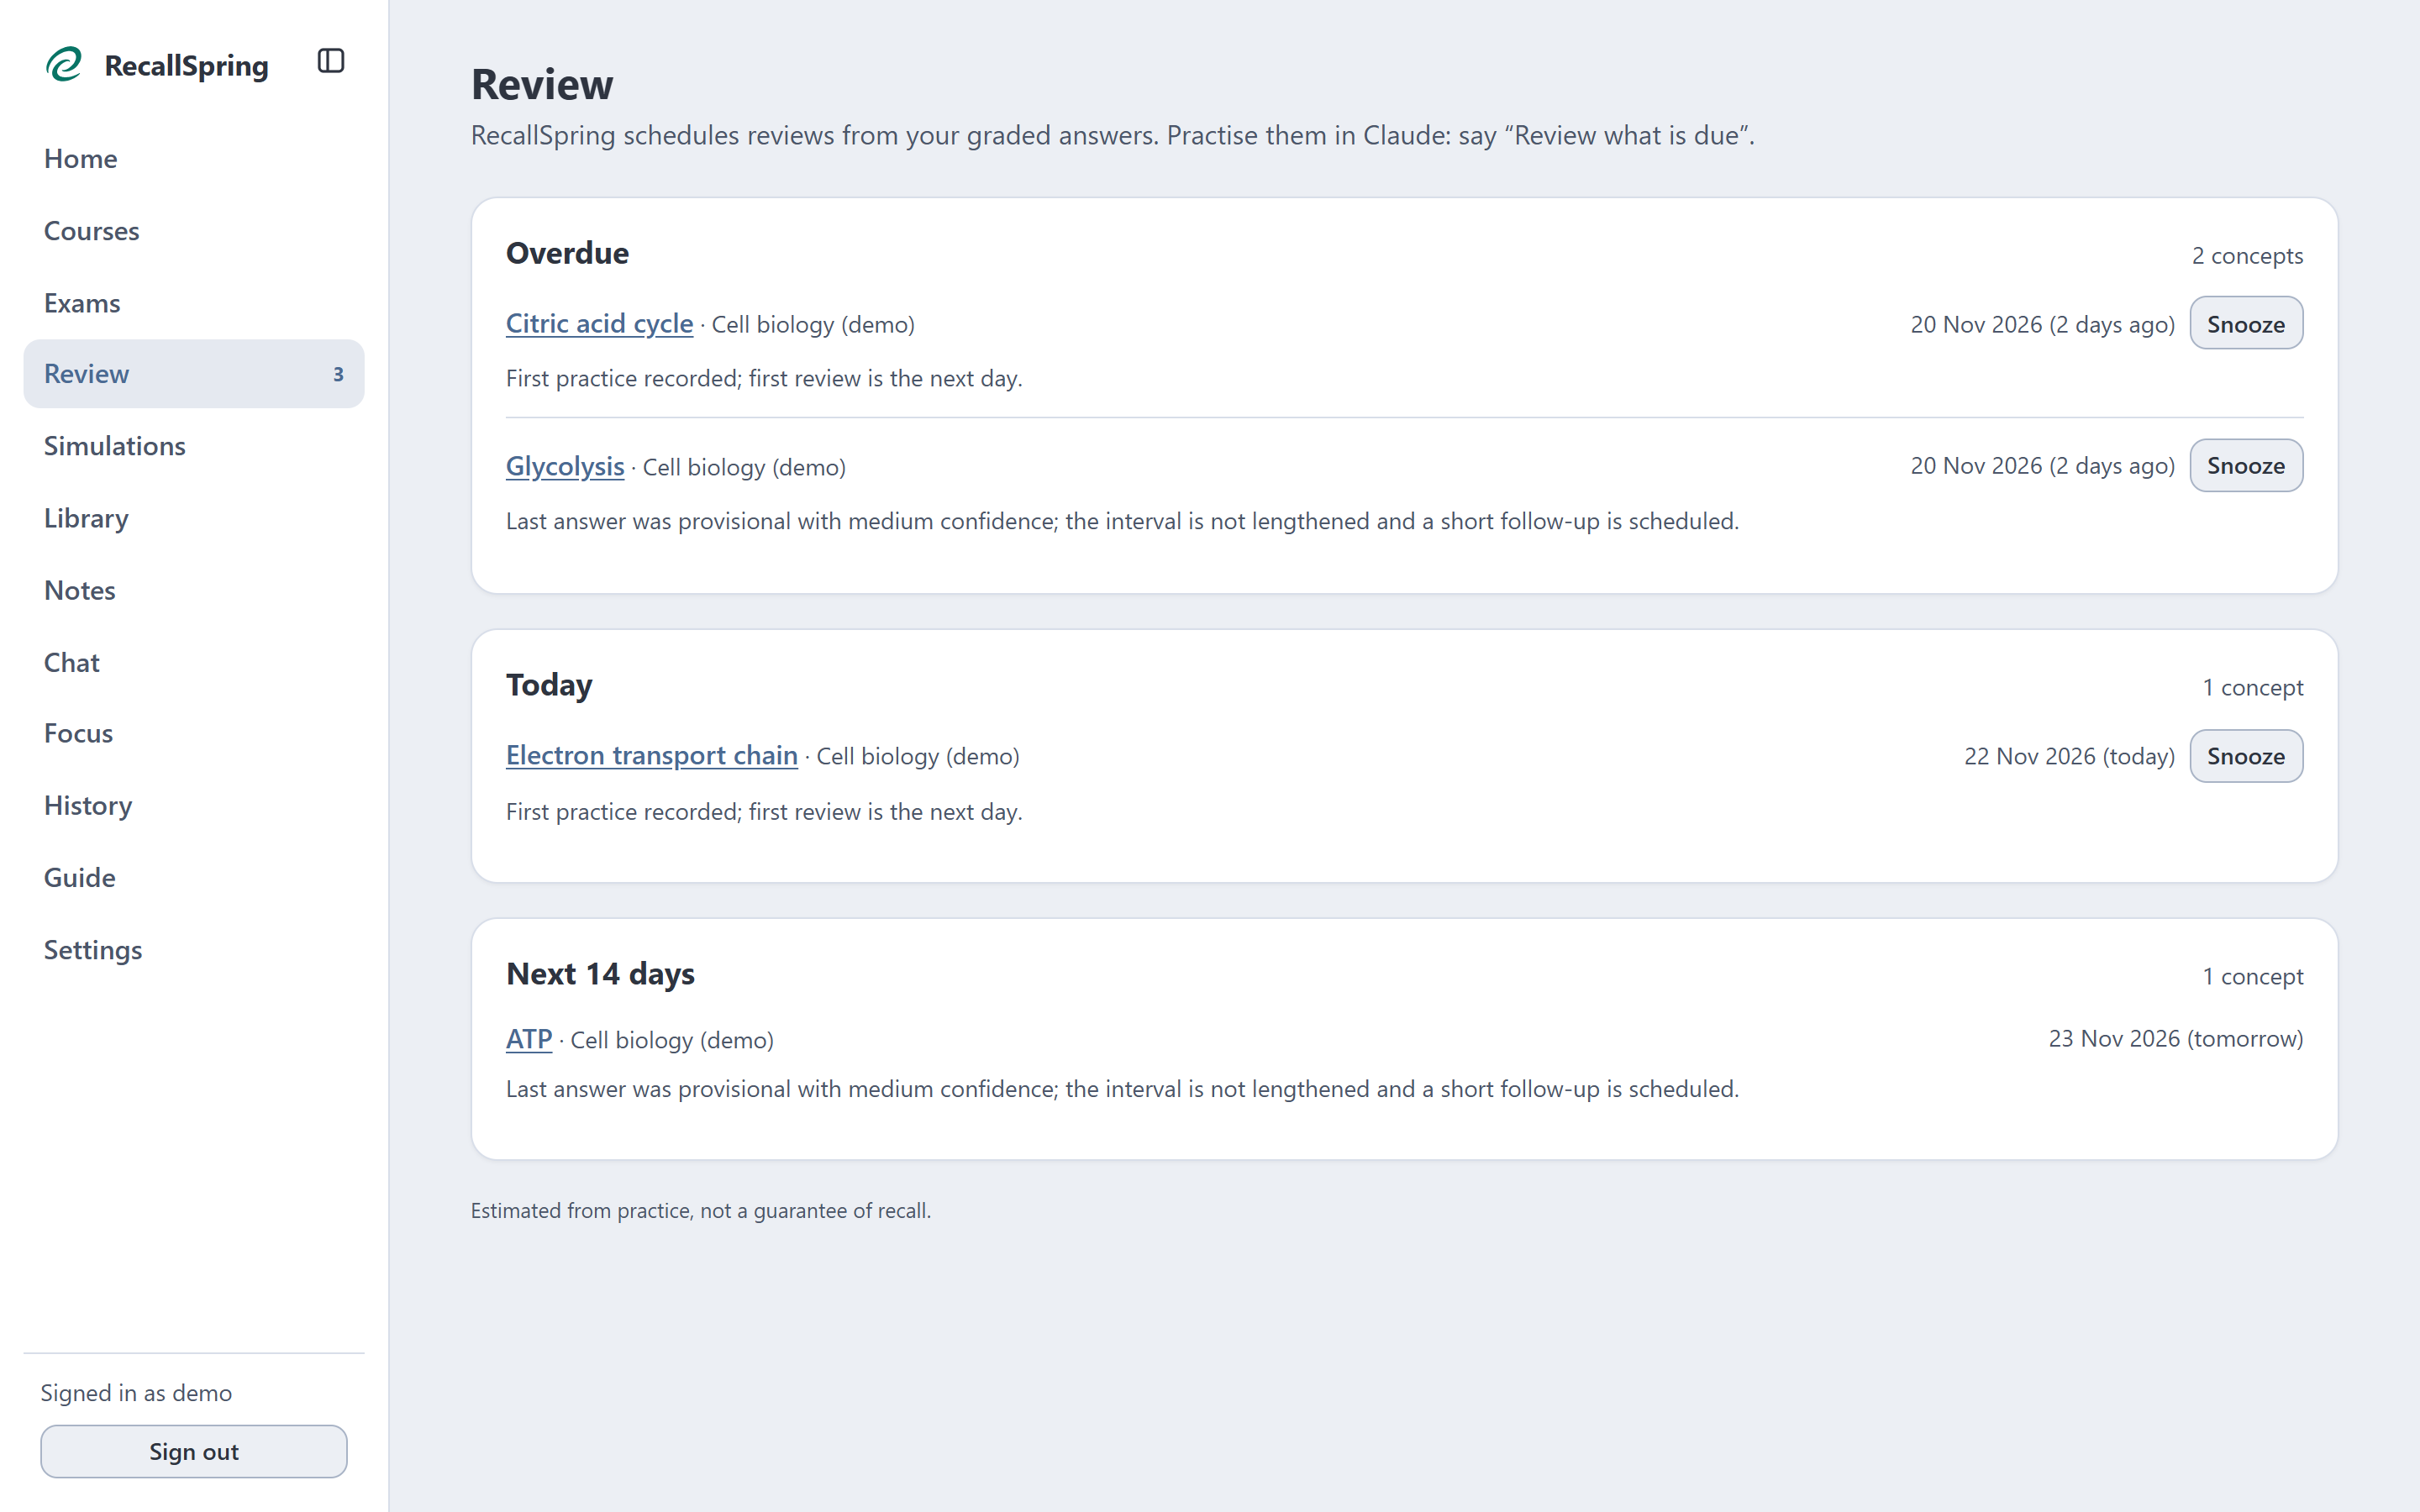 RecallSpring
Home
Courses
Exams
Review 3
Simulations
Library
Notes
Chat
Focus
History
Guide
Settings
Signed in as demo
Sign out
Review
RecallSpring schedules reviews from your graded answers. Practise them in Claude: say “Review what is due”.
Overdue 2 concepts
Citric acid cycle · Cell biology (demo) 20 Nov 2026 (2 days ago) Snooze
First practice recorded; first review is the next day.
Glycolysis · Cell biology (demo) 20 Nov 2026 (2 days ago) Snooze
Last answer was provisional with medium confidence; the interval is not lengthened and a short follow-up is scheduled.
Today 1 concept
Electron transport chain · Cell biology (demo) 22 Nov 2026 (today) Snooze
First practice recorded; first review is the next day.
Next 14 days 1 concept
ATP · Cell biology (demo) 23 Nov 2026 (tomorrow)
Last answer was provisional with medium confidence; the interval is not lengthened and a short follow-up is scheduled.
Estimated from practice, not a guarantee of recall.